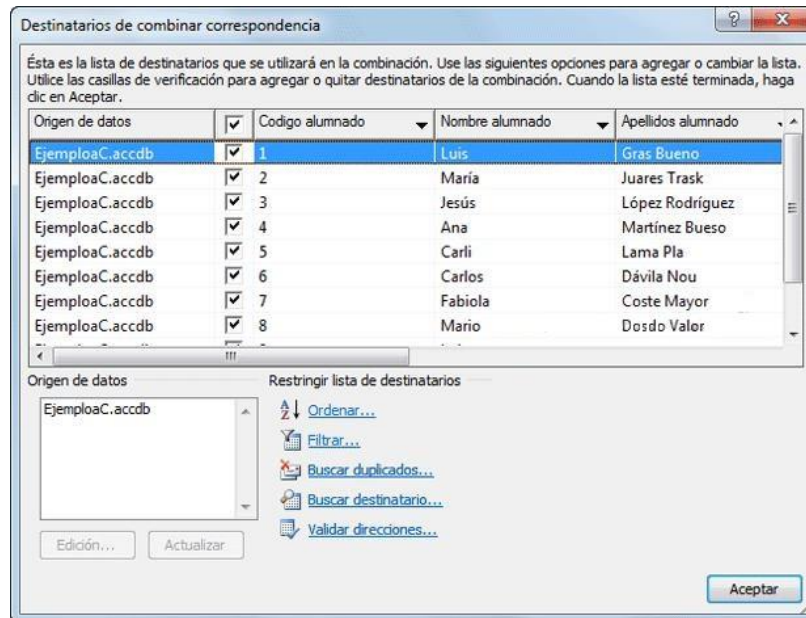 Destinatarios de combinar correspondencia
Ésta es la lista de destinatarios que se utilizará en la combinación. Use las siguientes opciones para agregar o cambiar la lista.
Utilice las casillas de verificación para agregar o quitar destinatarios de la combinación. Cuando la lista esté terminada, haga
clic en Aceptar.
Origen de datos Codigo alumnado Nombre alumnado Apellidos alumnado
EjemploaC.accdb 1 Luis Gras Bueno
EjemploaC.accdb 2 María Juares Trask
EjemploaC.accdb 3 Jesús López Rodríguez
EjemploaC.accdb 4 Ana Martínez Bueso
EjemploaC.accdb 5 Carli Lama Pla
EjemploaC.accdb 6 Carlos Dávila Nou
EjemploaC.accdb 7 Fabiola Coste Mayor
EjemploaC.accdb 8 Mario Dosdo Valor
Origen de datos Restringir lista de destinatarios
EjemploaC.accdb
Ordenar...
Filtrar...
Buscar duplicados...
Buscar destinatario...
Validar direcciones...
Edición... Actualizar
Aceptar